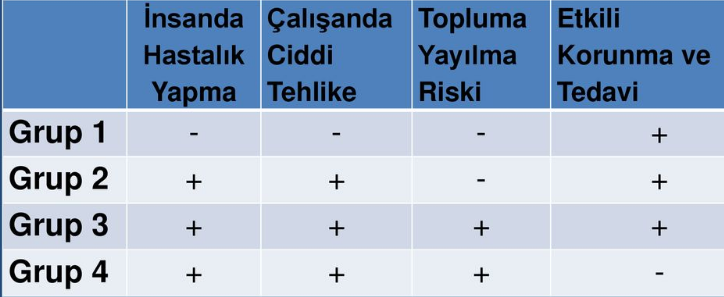 İnsanda Hastalık Yapma
Çalışanda Ciddi Tehlike
Topluma Yayılma Riski
Etkili Korunma ve Tedavi
Grup 1 - - - +
Grup 2 + + - +
Grup 3 + + + +
Grup 4 + + + -